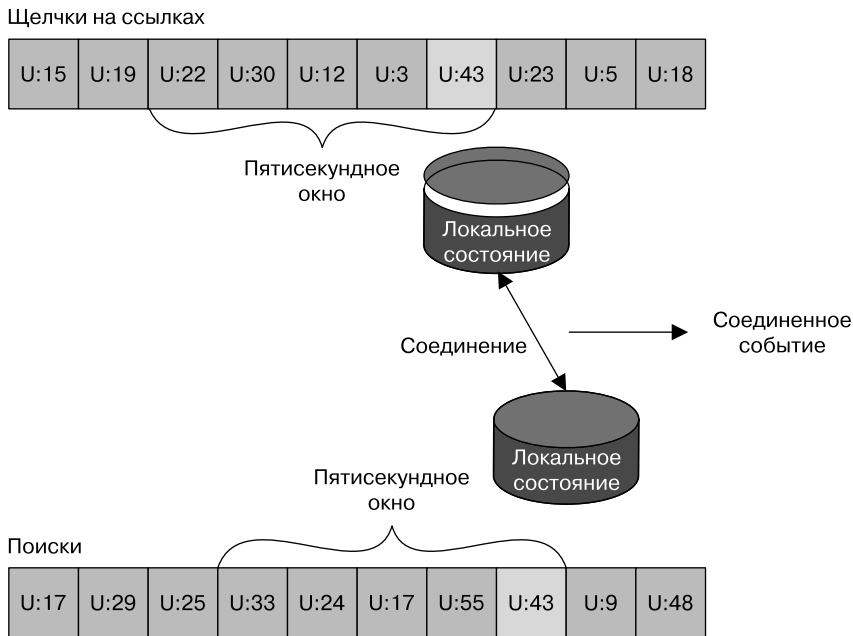 Щелчки на ссылках
U:15 U:19 U:22 U:30 U:12 U:3 U:43 U:23 U:5 U:18
Пятисекундное
окно
Локальное
состояние
Соединение
Соединенное
событие
Локальное
состояние
Пятисекундное
окно
Поиски
U:17 U:29 U:25 U:33 U:24 U:17 U:55 U:43 U:9 U:48